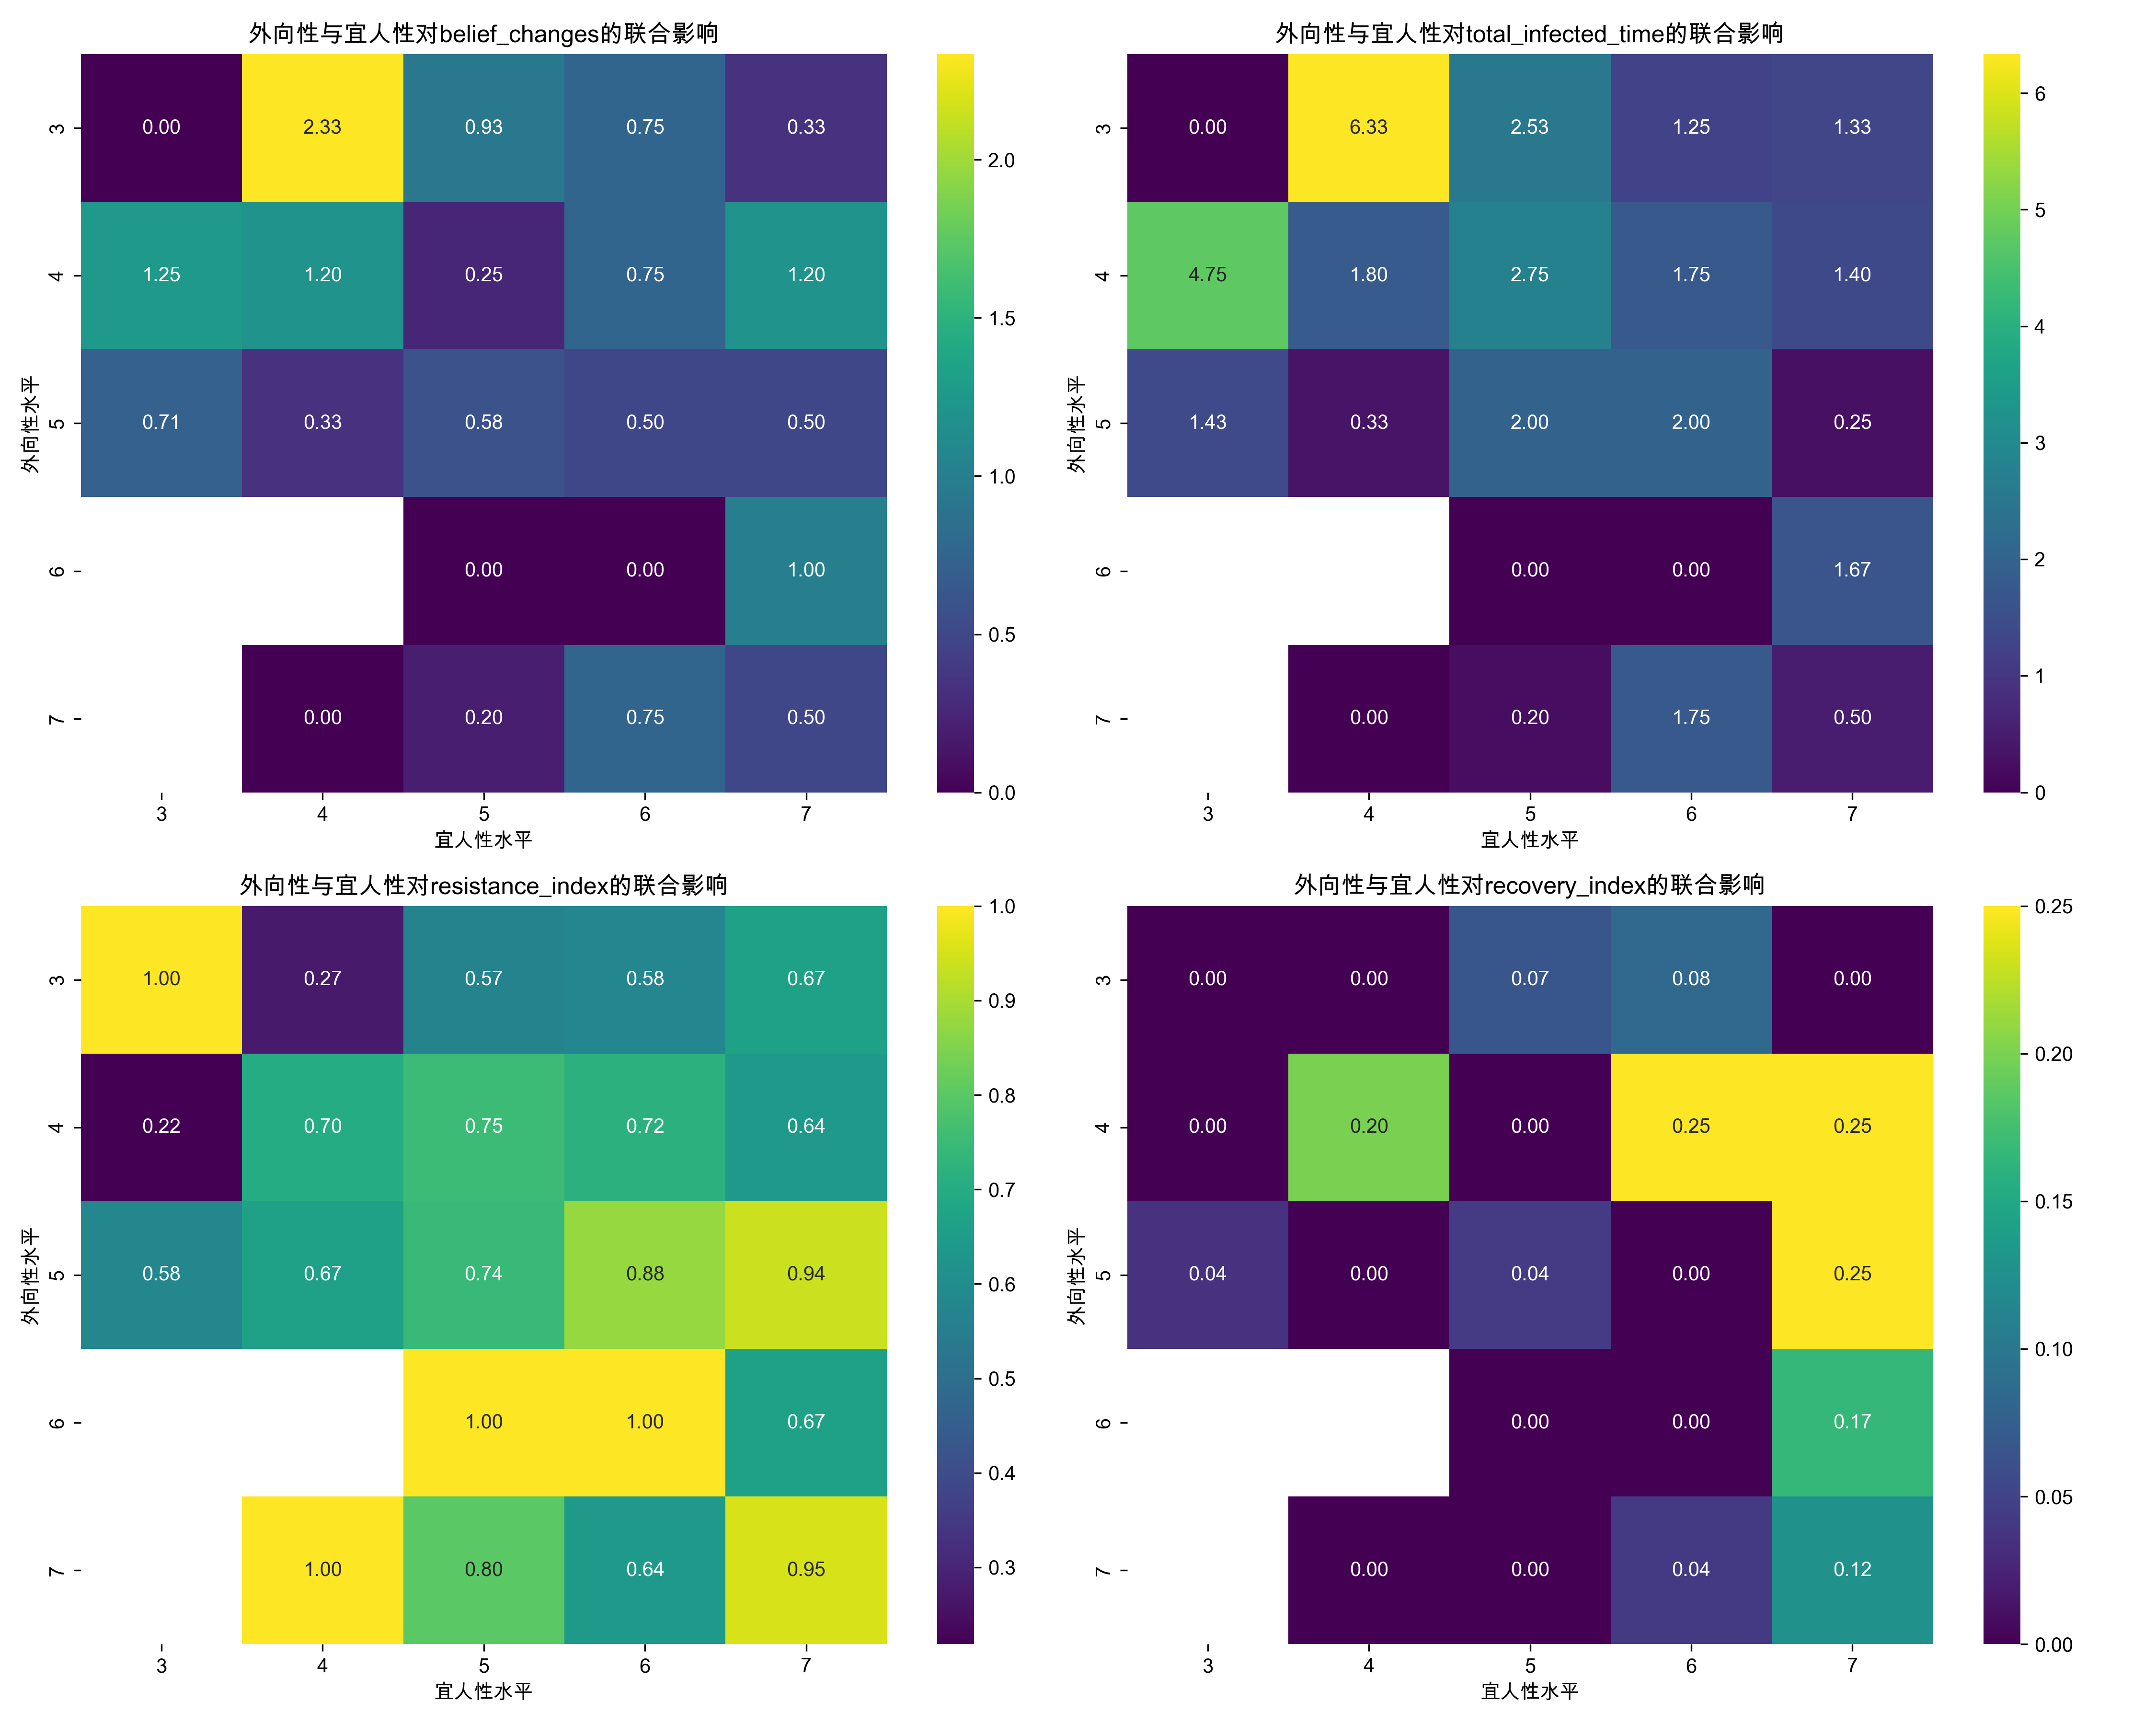 外向性与宜人性对belief_changes的联合影响
3 0.00 2.33 0.93 0.75 0.33
4 1.25 1.20 0.25 0.75 1.20
5 0.71 0.33 0.58 0.50 0.50
6 0.00 0.00 1.00
7 0.00 0.20 0.75 0.50
外向性水平
3 4 5 6 7
宜人性水平
2.0
1.5
1.0
0.5
0.0
外向性与宜人性对total_infected_time的联合影响
3 0.00 6.33 2.53 1.25 1.33
4 4.75 1.80 2.75 1.75 1.40
5 1.43 0.33 2.00 2.00 0.25
6 0.00 0.00 1.67
7 0.00 0.20 1.75 0.50
外向性水平
3 4 5 6 7
宜人性水平
6
5
4
3
2
1
0
外向性与宜人性对resistance_index的联合影响
3 1.00 0.27 0.57 0.58 0.67
4 0.22 0.70 0.75 0.72 0.64
5 0.58 0.67 0.74 0.88 0.94
6 1.00 1.00 0.67
7 1.00 0.80 0.64 0.95
外向性水平
3 4 5 6 7
宜人性水平
1.0
0.9
0.8
0.7
0.6
0.5
0.4
0.3
外向性与宜人性对recovery_index的联合影响
3 0.00 0.00 0.07 0.08 0.00
4 0.00 0.20 0.00 0.25 0.25
5 0.04 0.00 0.04 0.00 0.25
6 0.00 0.00 0.17
7 0.00 0.00 0.04 0.12
外向性水平
3 4 5 6 7
宜人性水平
0.25
0.20
0.15
0.10
0.05
0.00